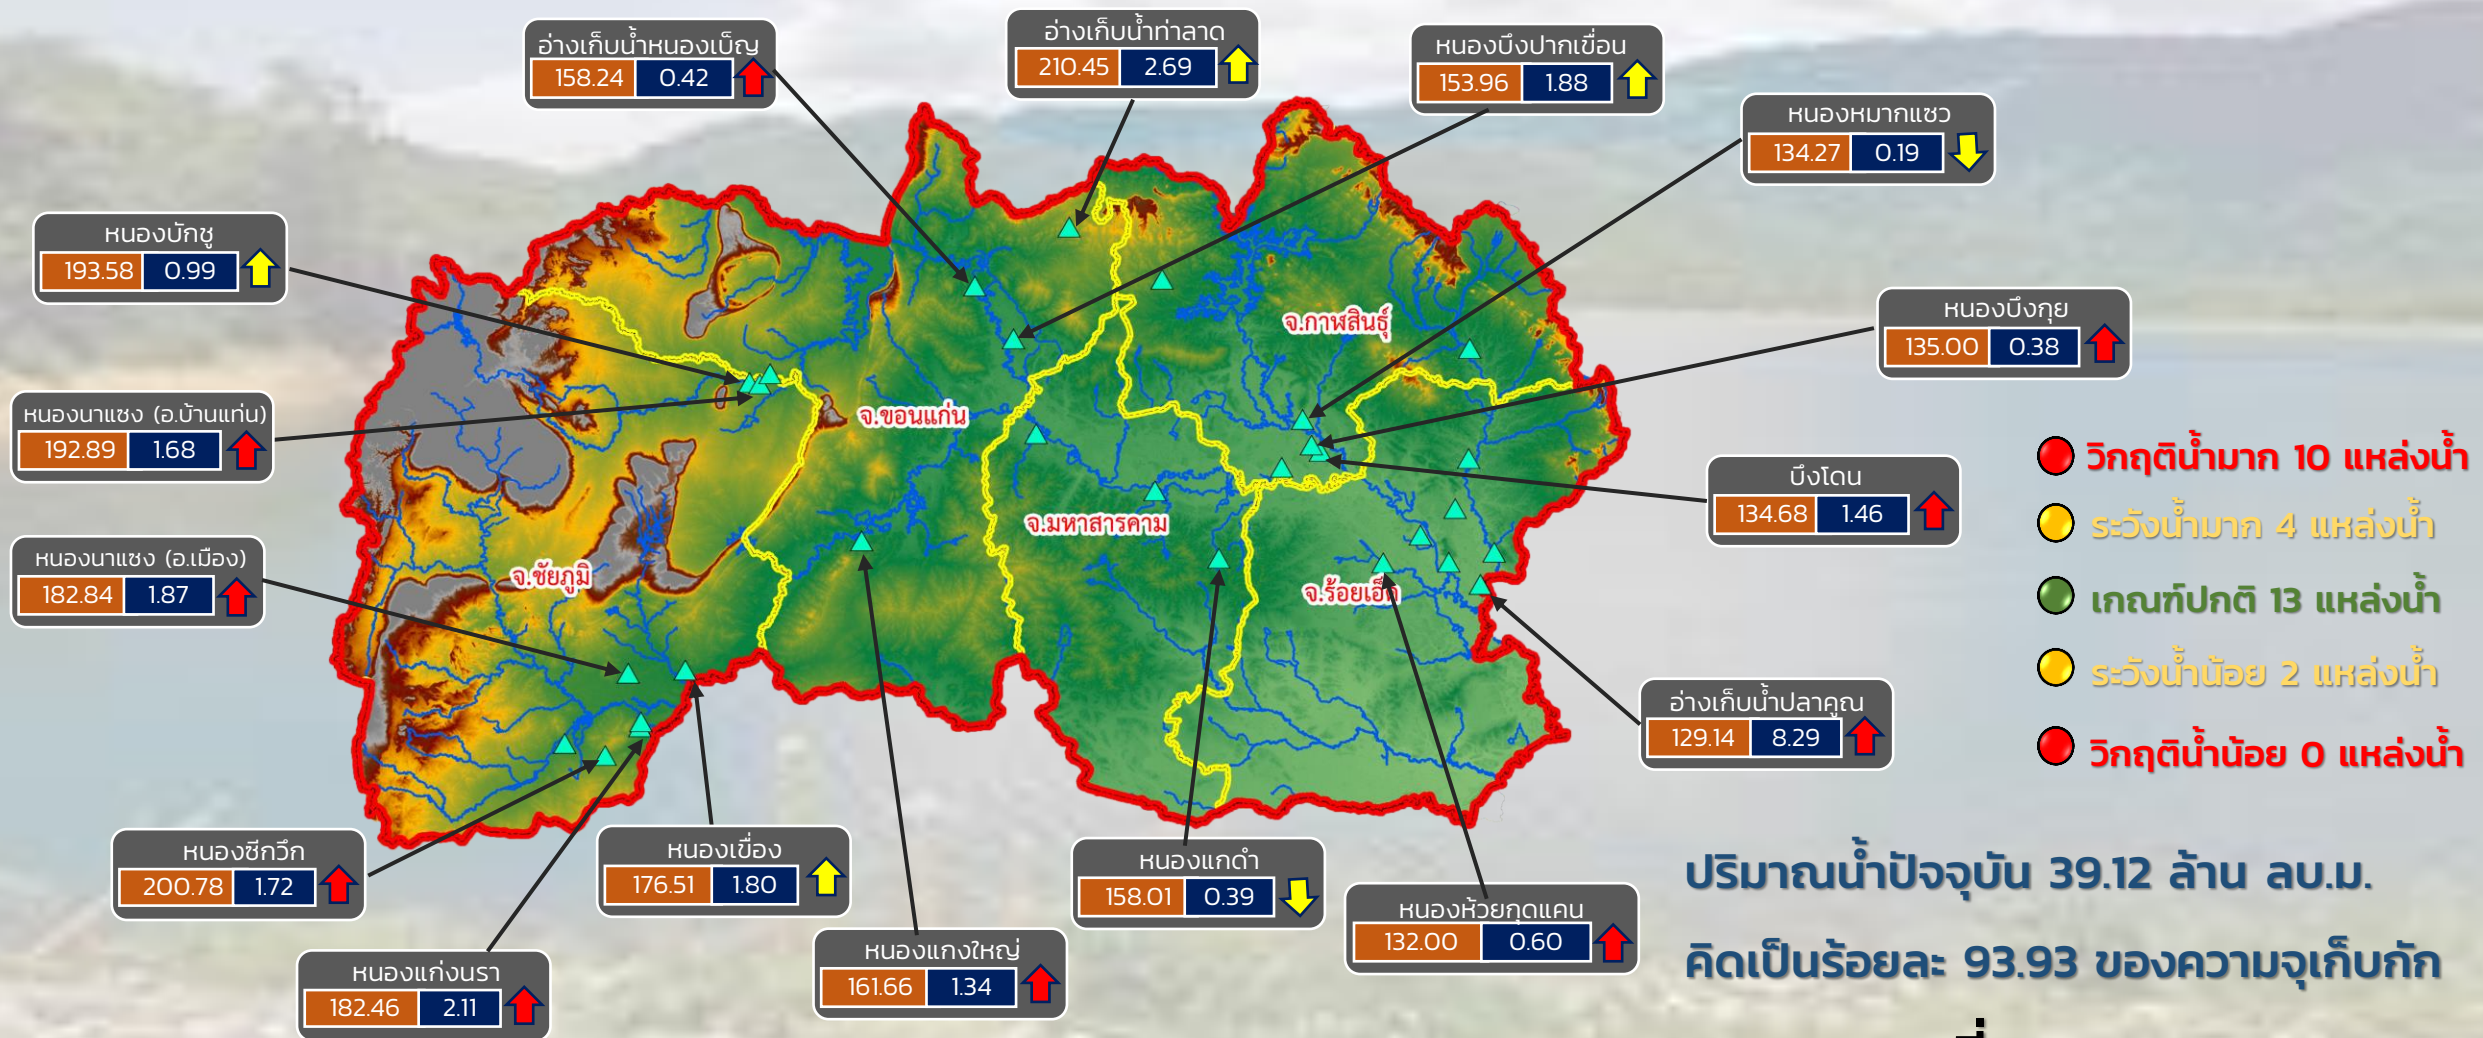 อ่างเก็บน้ำหนองเบ็ญ
158.24 0.42
อ่างเก็บน้ำท่าลาด
210.45 2.69
หนองบึงปากเขื่อน
153.96 1.88
หนองหมากแซว
134.27 0.19
หนองบักชู
193.58 0.99
หนองบึงกุย
135.00 0.38
จ.กาฬสินธุ์
หนองนาแซง (อ.บ้านแท่น)
192.89 1.68
จ.ขอนแก่น
วิกฤติน้ำมาก 10 แหล่งน้ำ
บึงโดน
134.68 1.46
ระวังน้ำมาก 4 แหล่งน้ำ
จ.มหาสารคาม
หนองนาแซง (อ.เมือง)
182.84 1.87
จ.ชัยภูมิ
จ.ร้อยเอ็ด
เกณฑ์ปกติ 13 แหล่งน้ำ
ระวังน้ำน้อย 2 แหล่งน้ำ
อ่างเก็บน้ำปลาคูณ
129.14 8.29
วิกฤติน้ำน้อย 0 แหล่งน้ำ
หนองซีกวึก
200.78 1.72
หนองเขื่อง
176.51 1.80
หนองแกดำ
158.01 0.39
ปริมาณน้ำปัจจุบัน 39.12 ล้าน ลบ.ม.
หนองห้วยกุดแคน
132.00 0.60
หนองแกงใหญ่
161.66 1.34
หนองแก่งนรา
182.46 2.11
คิดเป็นร้อยละ 93.93 ของความจุเก็บกัก